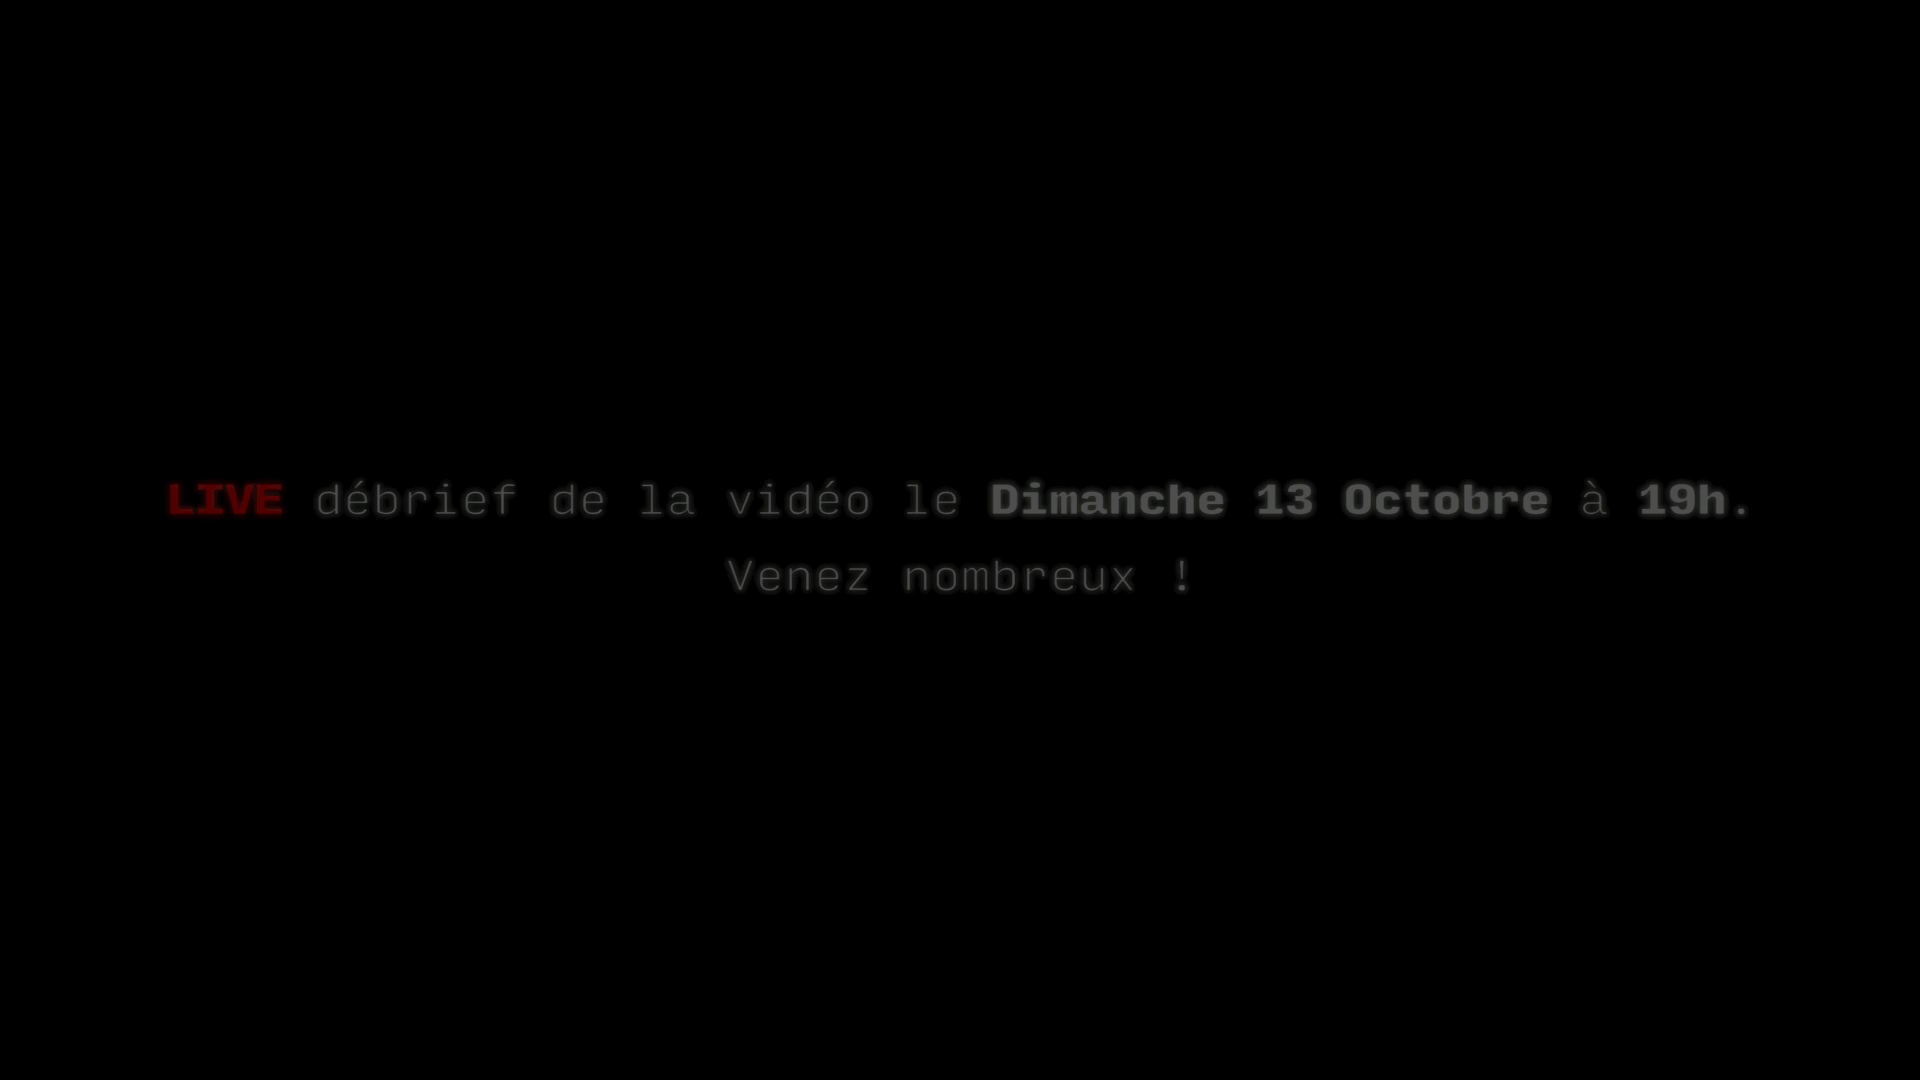 LIVE débrief de la vidéo le Dimanche 13 Octobre à 19h.
Venez nombreux !